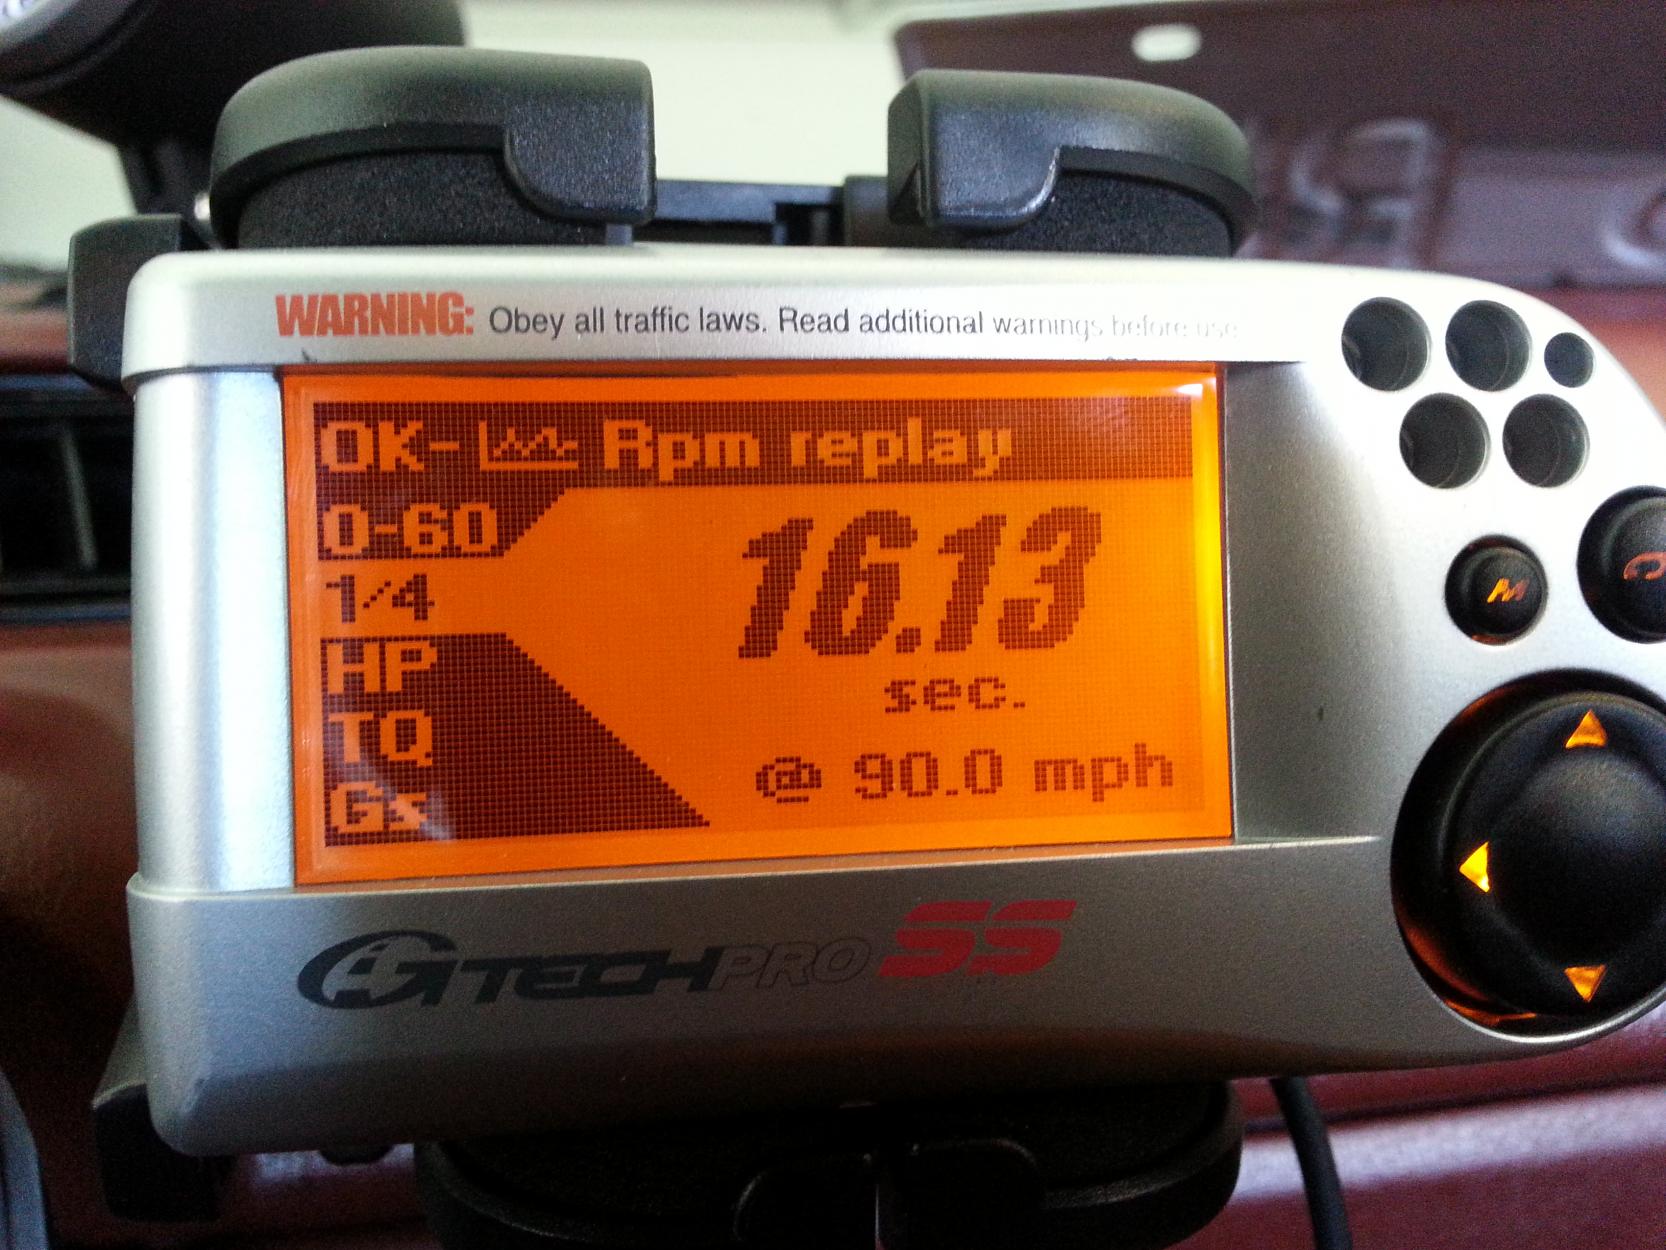 WARNING: Obey all traffic laws. Read additional warnings before use
OK- Rpm replay
0-60
1/4
HP
TQ
Gs
16.13
sec.
@ 90.0 mph
M
GTECHPRO SS